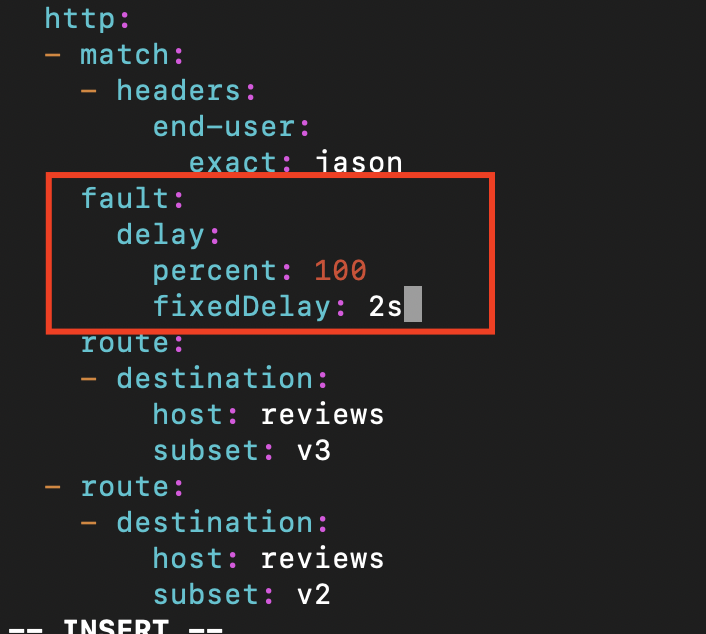 http:
- match:
- headers:
end-user:
exact: jason
fault:
delay:
percent: 100
fixedDelay: 2s
route:
- destination:
host: reviews
subset: v3
- route:
- destination:
host: reviews
subset: v2
-- INSERT --